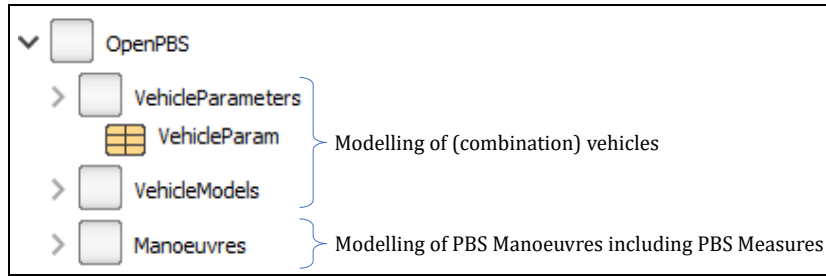 OpenPBS
VehicleParameters
VehicleParam
Modelling of (combination) vehicles
VehicleModels
Manoeuvres
Modelling of PBS Manoeuvres including PBS Measures